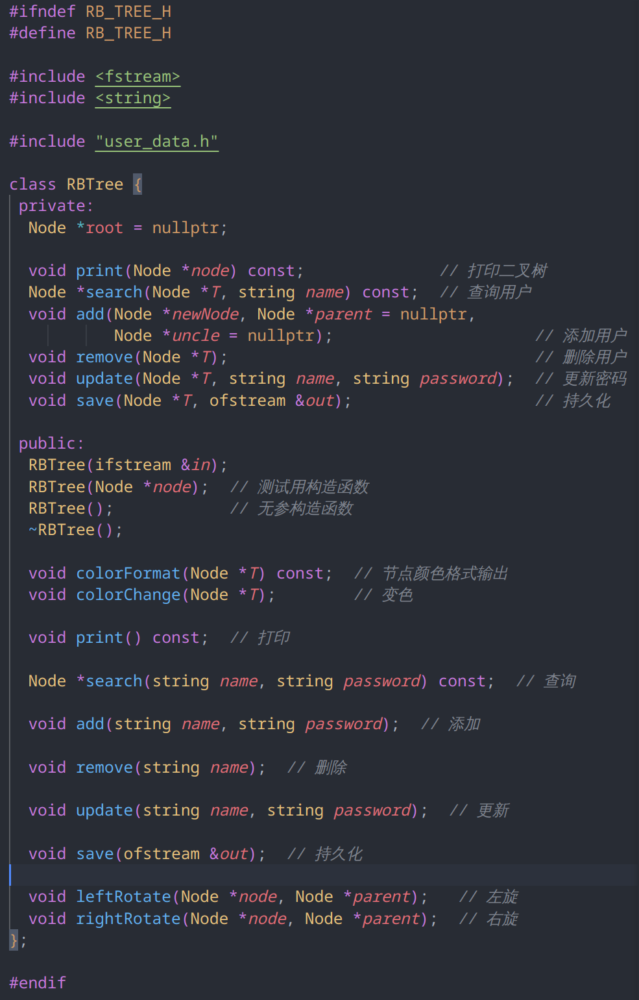 #ifndef RB_TREE_H
#define RB_TREE_H
#include <fstream>
#include <string>
#include "user_data.h"
class RBTree {
private:
Node *root = nullptr;
void print(Node *node) const; // 打印二叉树
Node *search(Node *T, string name) const; // 查询用户
void add(Node *newNode, Node *parent = nullptr,
Node *uncle = nullptr); // 添加用户
void remove(Node *T); // 删除用户
void update(Node *T, string name, string password); // 更新密码
void save(Node *T, ofstream &out); // 持久化
public:
RBTree(ifstream &in);
RBTree(Node *node); // 测试用构造函数
RBTree(); // 无参构造函数
~RBTree();
void colorFormat(Node *T) const; // 节点颜色格式输出
void colorChange(Node *T); // 变色
void print() const; // 打印
Node *search(string name, string password) const; // 查询
void add(string name, string password); // 添加
void remove(string name); // 删除
void update(string name, string password); // 更新
void save(ofstream &out); // 持久化
void leftRotate(Node *node, Node *parent); // 左旋
void rightRotate(Node *node, Node *parent); // 右旋
};
#endif